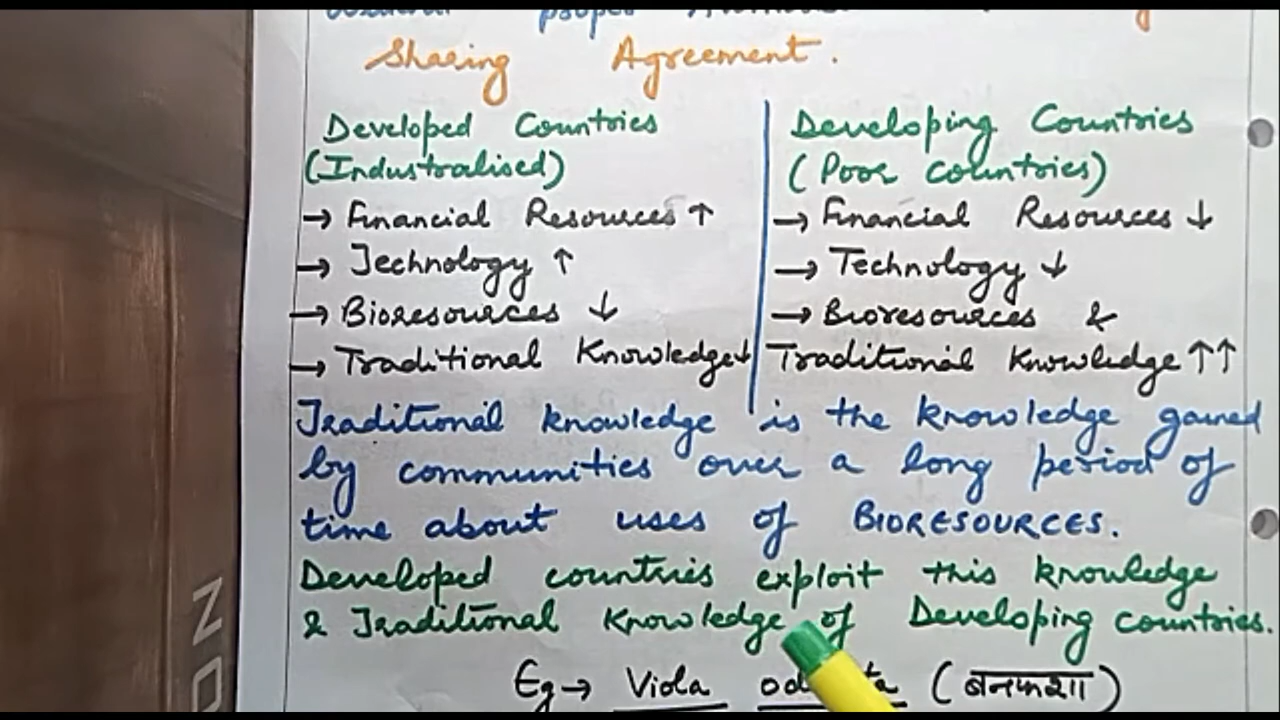 Sharing Agreement.
Developed Countries
(Industralised)
→ Financial Resources ↑
→ Technology ↑
→ Bioresources ↓
→ Traditional Knowledge ↓
Developing Countries
(Poor countries)
→ Financial Resources ↓
→ Technology ↓
→ Bioresources &
Traditional Knowledge ↑↑
Traditional knowledge is the knowledge gained
by communities over a long period of
time about uses of BIORESOURCES.
Developed countries exploit this knowledge
& Traditional Knowledge of Developing countries.
Eg → Viola (बनफशा)